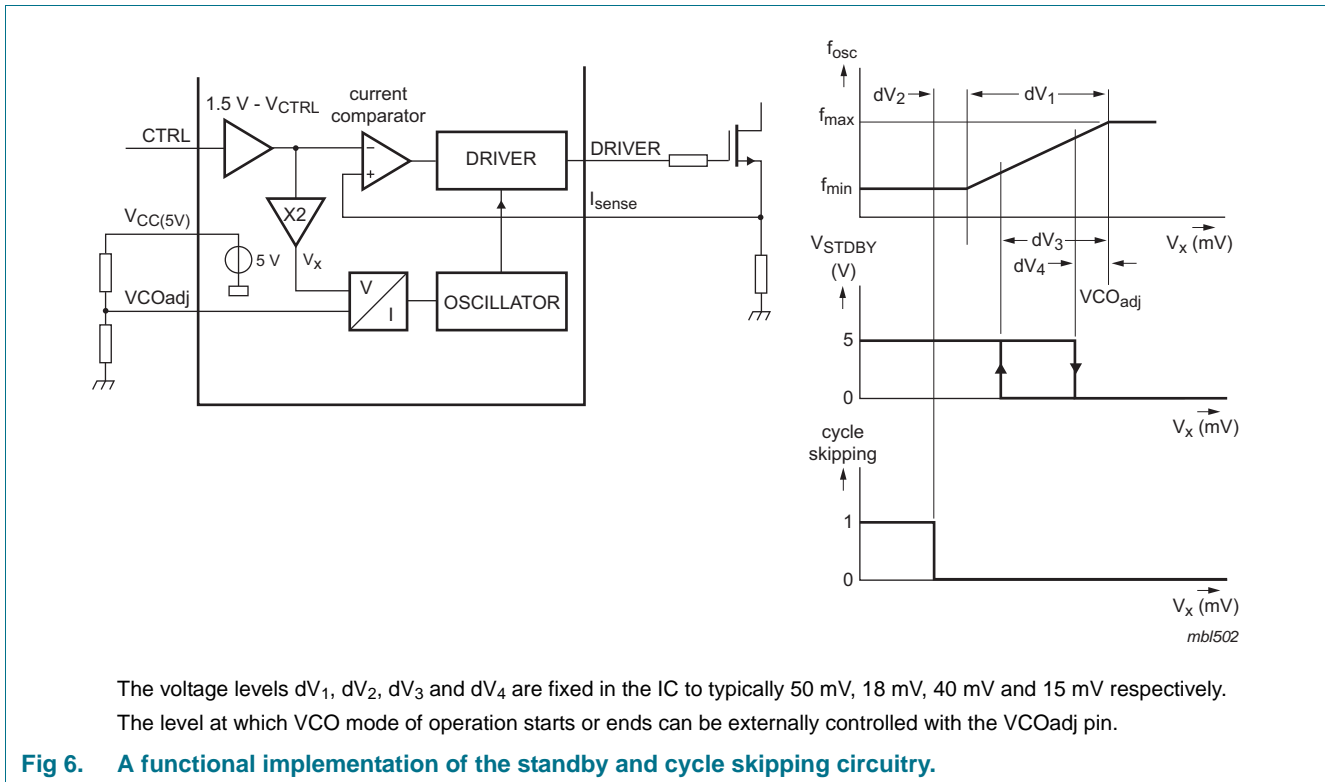 1.5 V - VCTRL
current
comparator
CTRL
−
+
DRIVER
DRIVER
Isense
X2
VCC(5V)
5 V
Vx
VCOadj
V
I
OSCILLATOR
fosc
dV2
dV1
fmax
fmin
Vx (mV)
dV3
dV4
VCOadj
VSTDBY
(V)
5
0
Vx (mV)
cycle
skipping
1
0
Vx (mV)
mbl502
The voltage levels dV1, dV2, dV3 and dV4 are fixed in the IC to typically 50 mV, 18 mV, 40 mV and 15 mV respectively.
The level at which VCO mode of operation starts or ends can be externally controlled with the VCOadj pin.
Fig 6. A functional implementation of the standby and cycle skipping circuitry.